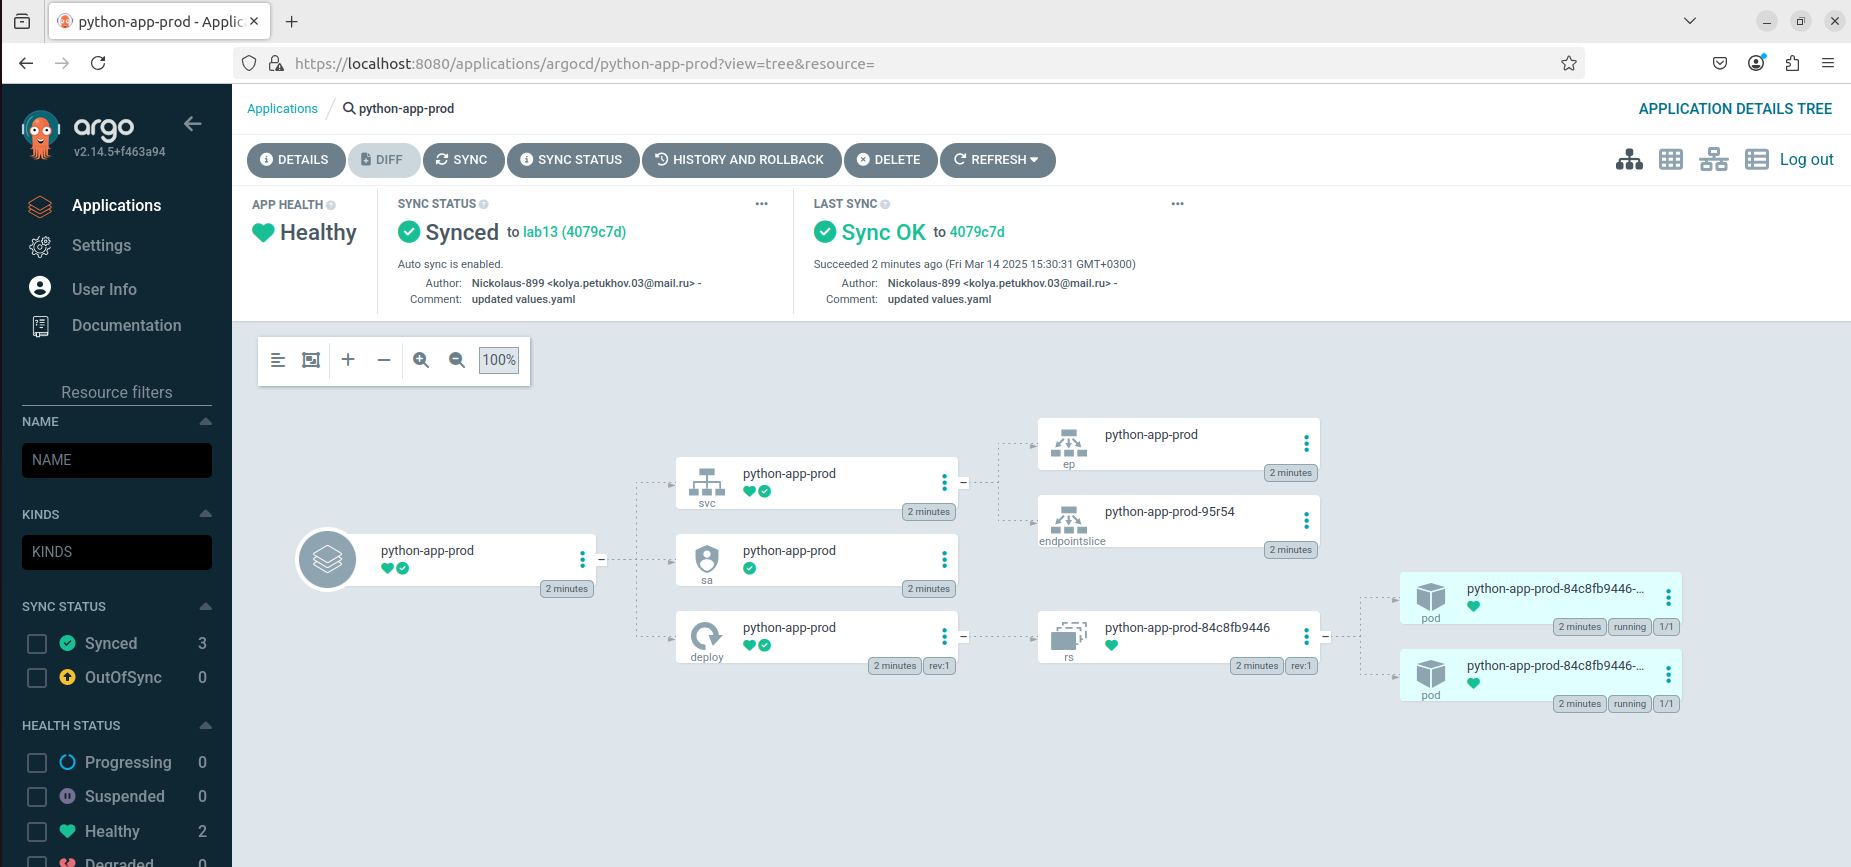 python-app-prod - Applic
https://localhost:8080/applications/argocd/python-app-prod?view=tree&resource=
argo
v2.14.5+f463a94
Applications
Settings
User Info
Documentation
Resource filters
NAME
NAME
KINDS
KINDS
SYNC STATUS
Synced 3
OutOfSync 0
HEALTH STATUS
Progressing 0
Suspended 0
Healthy 2
Degraded 0
Applications / python-app-prod
APPLICATION DETAILS TREE
DETAILS DIFF SYNC SYNC STATUS HISTORY AND ROLLBACK DELETE REFRESH
Log out
APP HEALTH
Healthy
SYNC STATUS
Synced to lab13 (4079c7d)
Auto sync is enabled.
Author: Nickolaus-899 <kolya.petukhov.03@mail.ru> -
Comment: updated values.yaml
LAST SYNC
Sync OK to 4079c7d
Succeeded 2 minutes ago (Fri Mar 14 2025 15:30:31 GMT+0300)
Author: Nickolaus-899 <kolya.petukhov.03@mail.ru> -
Comment: updated values.yaml
100%
python-app-prod
2 minutes
python-app-prod
svc
2 minutes
python-app-prod
sa
2 minutes
python-app-prod
deploy
2 minutes rev:1
python-app-prod
ep
2 minutes
python-app-prod-95r54
endpointslice
2 minutes
python-app-prod-84c8fb9446
rs
2 minutes rev:1
python-app-prod-84c8fb9446-...
pod
2 minutes running 1/1
python-app-prod-84c8fb9446-...
pod
2 minutes running 1/1